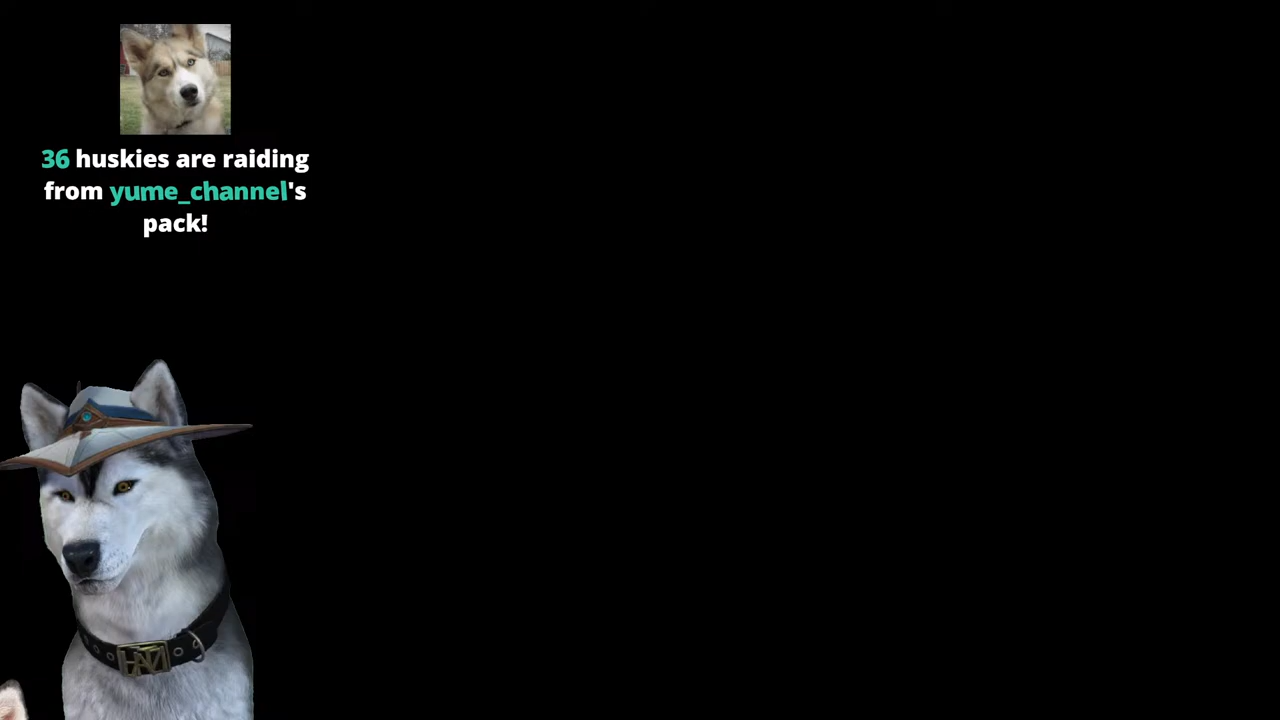 36 huskies are raiding
from yume_channel's
pack!